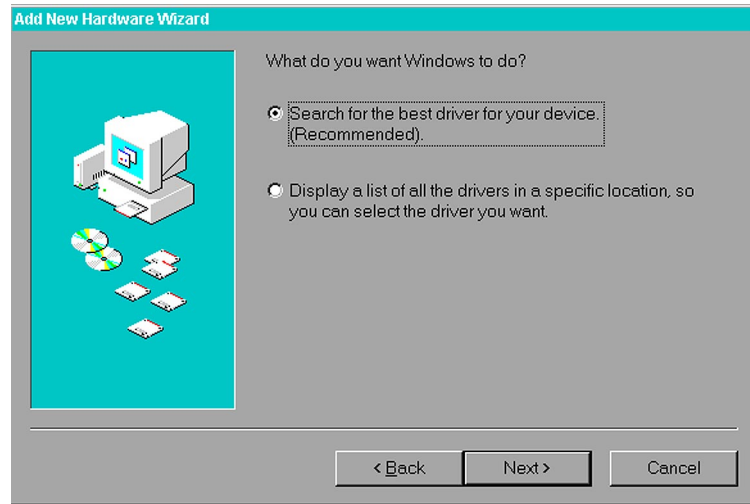 Add New Hardware Wizard
What do you want Windows to do?
Search for the best driver for your device.
(Recommended).
Display a list of all the drivers in a specific location, so
you can select the driver you want.
< Back
Next >
Cancel